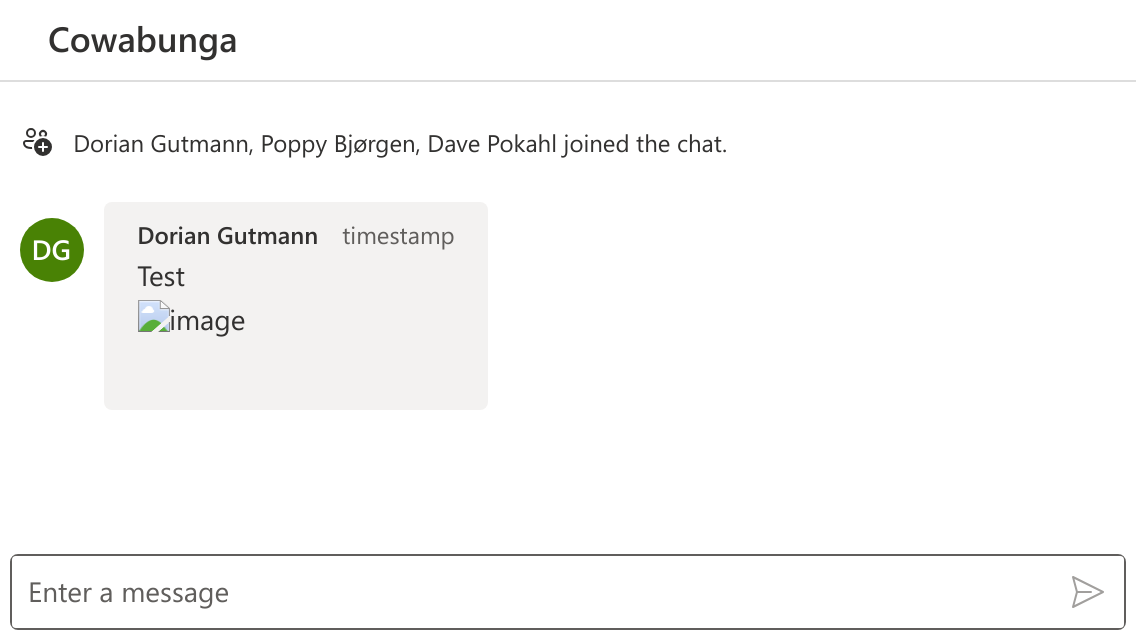 Cowabunga
Dorian Gutmann, Poppy Bjørgen, Dave Pokahl joined the chat.
DG
Dorian Gutmann timestamp
Test
image
Enter a message